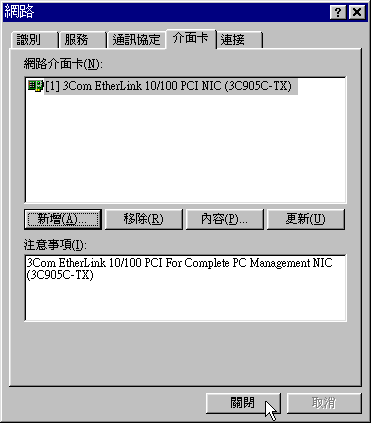 網路
識別 服務 通訊協定 介面卡 連接
網路介面卡(N):
[1] 3Com EtherLink 10/100 PCI NIC (3C905C-TX)
新增(A)... 移除(R) 內容(P)... 更新(U)
注意事項(I):
3Com EtherLink 10/100 PCI For Complete PC Management NIC
(3C905C-TX)
關閉 取消